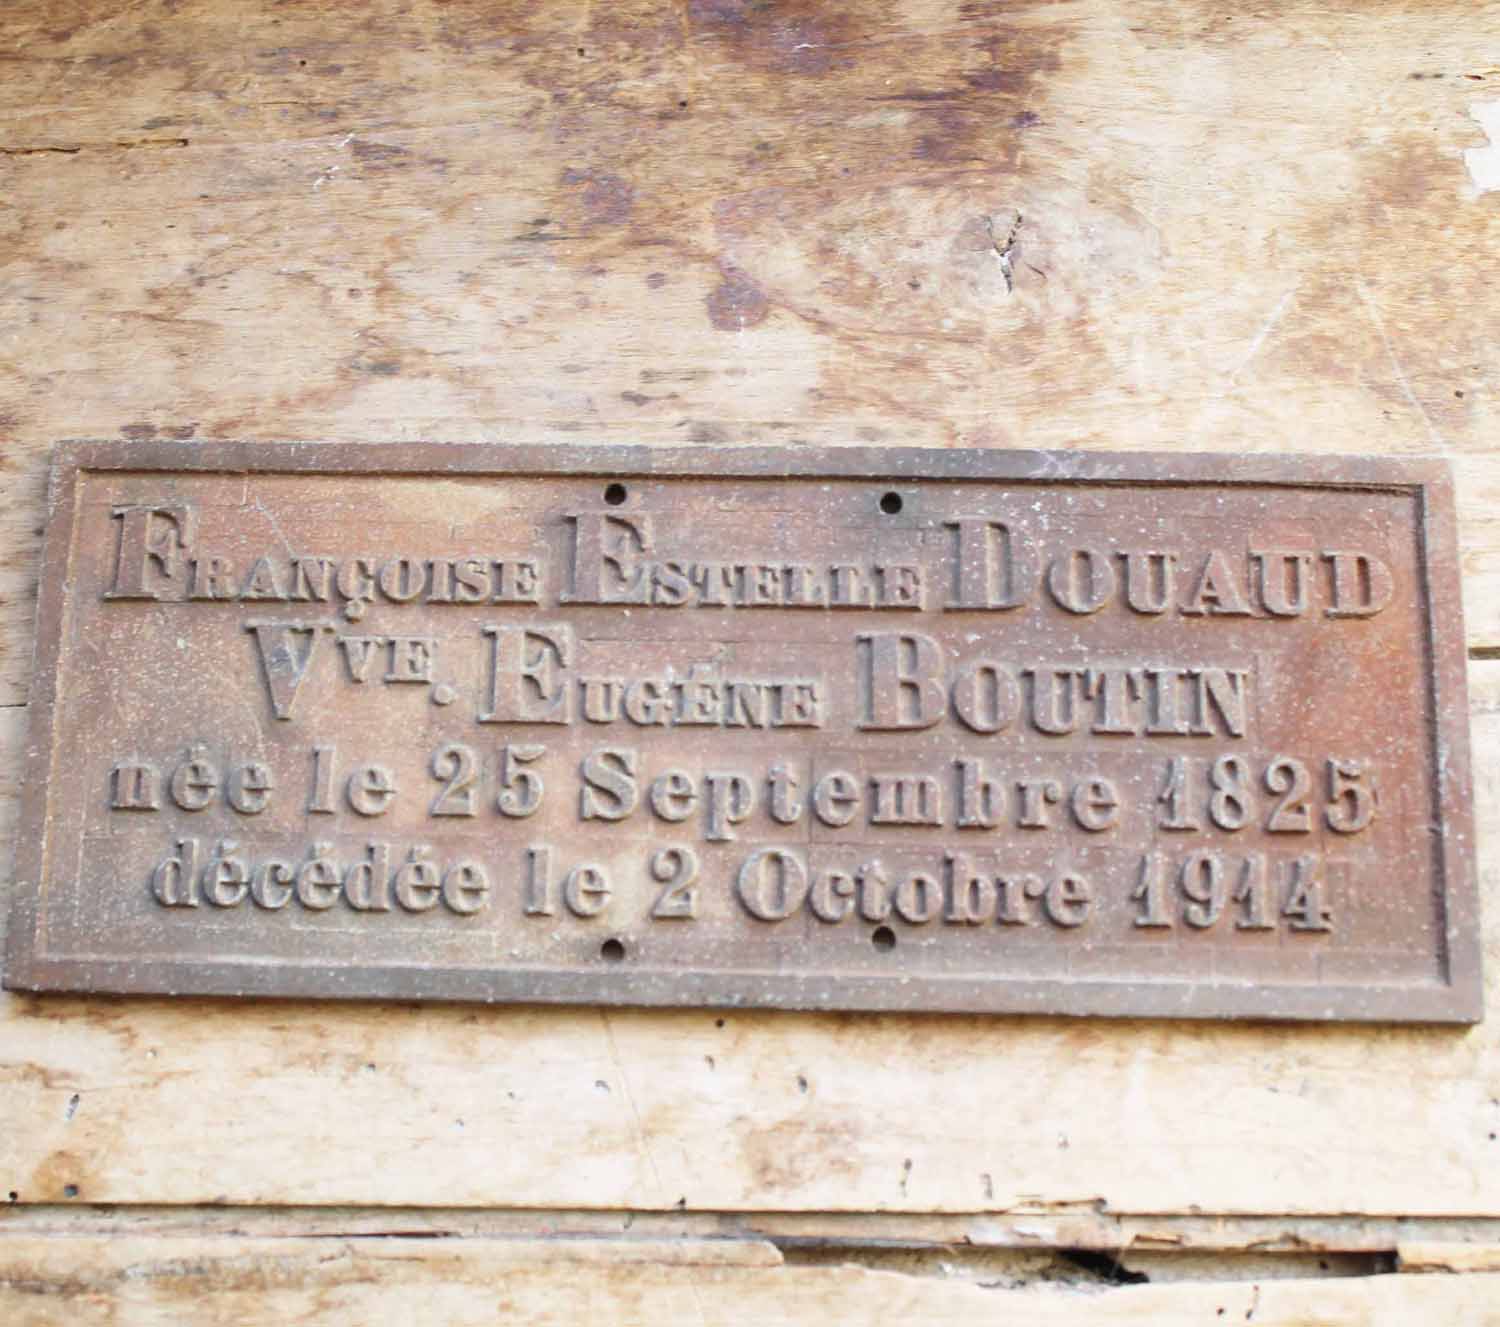 FRANÇOISE ESTELLE DOUAUD
VVE. EUGÉNE BOUTIN
née le 25 Septembre 1825
décédée le 2 Octobre 1914